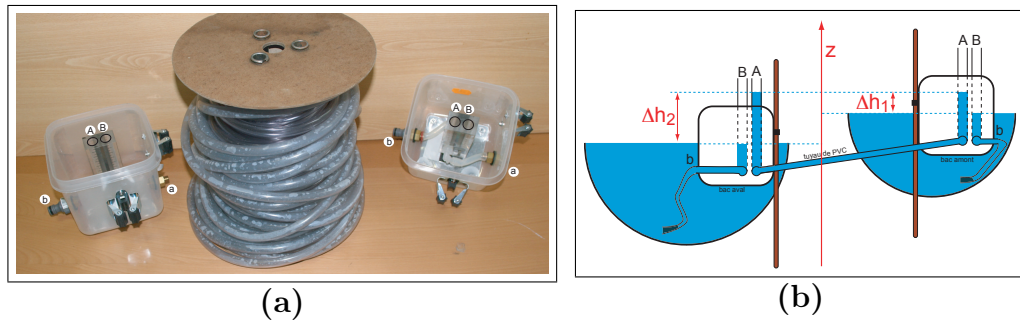 A B
b
a
A B
b
a
(a)
z
A B
B A
Δh₁
Δh₂
b
b
tuyau de PVC
bac amont
bac aval
(b)